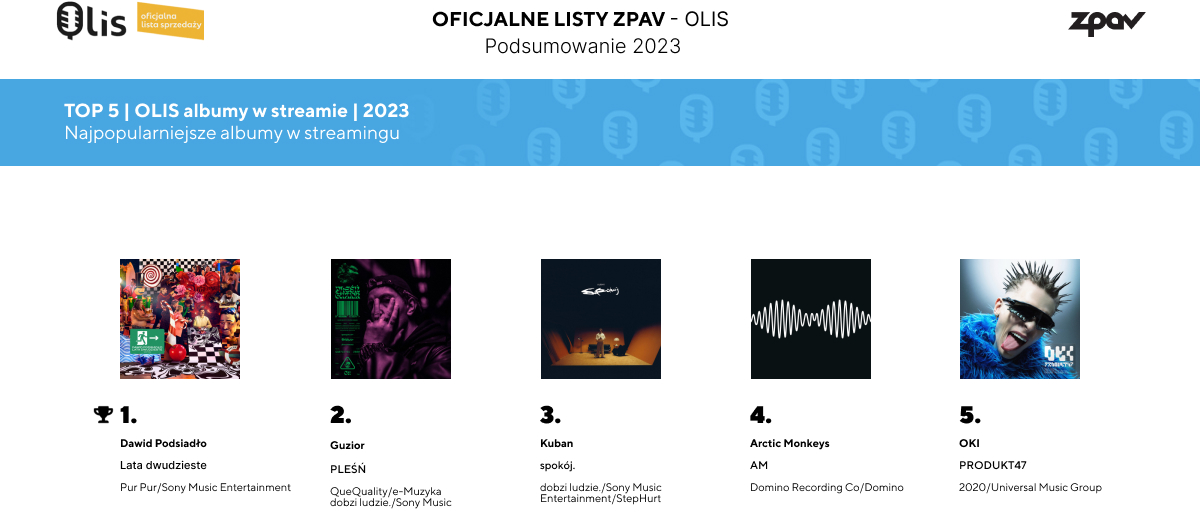 Olis
oficjalna
lista sprzedaży
OFICJALNE LISTY ZPAV - OLIS
Podsumowanie 2023
zpav
TOP 5 | OLIS albumy w streamie | 2023
Najpopularniejsze albumy w streamingu
OKI
PRODUKT47
1.
Dawid Podsiadło
Lata dwudzieste
Pur Pur/Sony Music Entertainment
2.
Guzior
PLEŚŃ
QueQuality/e-Muzyka
dobzi ludzie./Sony Music
3.
Kuban
spokój.
dobzi ludzie./Sony Music
Entertainment/StepHurt
4.
Arctic Monkeys
AM
Domino Recording Co/Domino
5.
OKI
PRODUKT47
2020/Universal Music Group